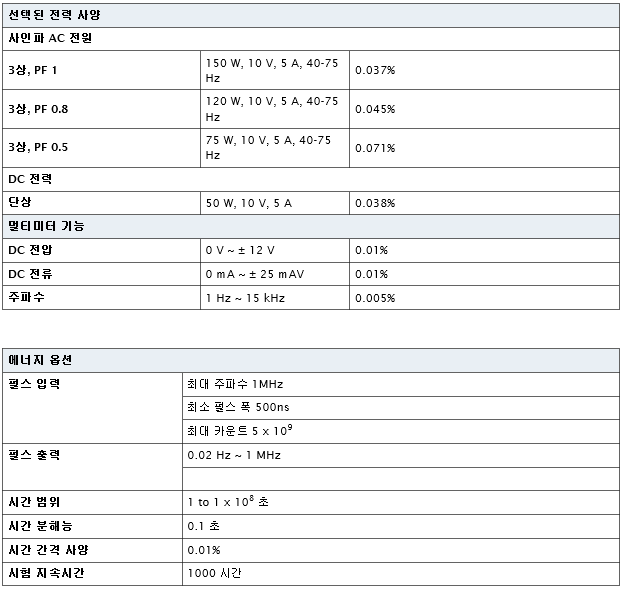 선택된 전력 사양
사인파 AC 전원
3상, PF 1
150 W, 10 V, 5 A, 40-75
Hz
0.037%
3상, PF 0.8
120 W, 10 V, 5 A, 40-75
Hz
0.045%
3상, PF 0.5
75 W, 10 V, 5 A, 40-75
Hz
0.071%
DC 전력
단상
50 W, 10 V, 5 A
0.038%
멀티미터 기능
DC 전압
0 V ~ ± 12 V
0.01%
DC 전류
0 mA ~ ± 25 mAV
0.01%
주파수
1 Hz ~ 15 kHz
0.005%
에너지 옵션
펄스 입력
최대 주파수 1MHz
최소 펄스 폭 500ns
최대 카운트 5 x 10⁹
펄스 출력
0.02 Hz ~ 1 MHz
시간 범위
1 to 1 x 10⁸ 초
시간 분해능
0.1 초
시간 간격 사양
0.01%
시험 지속시간
1000 시간